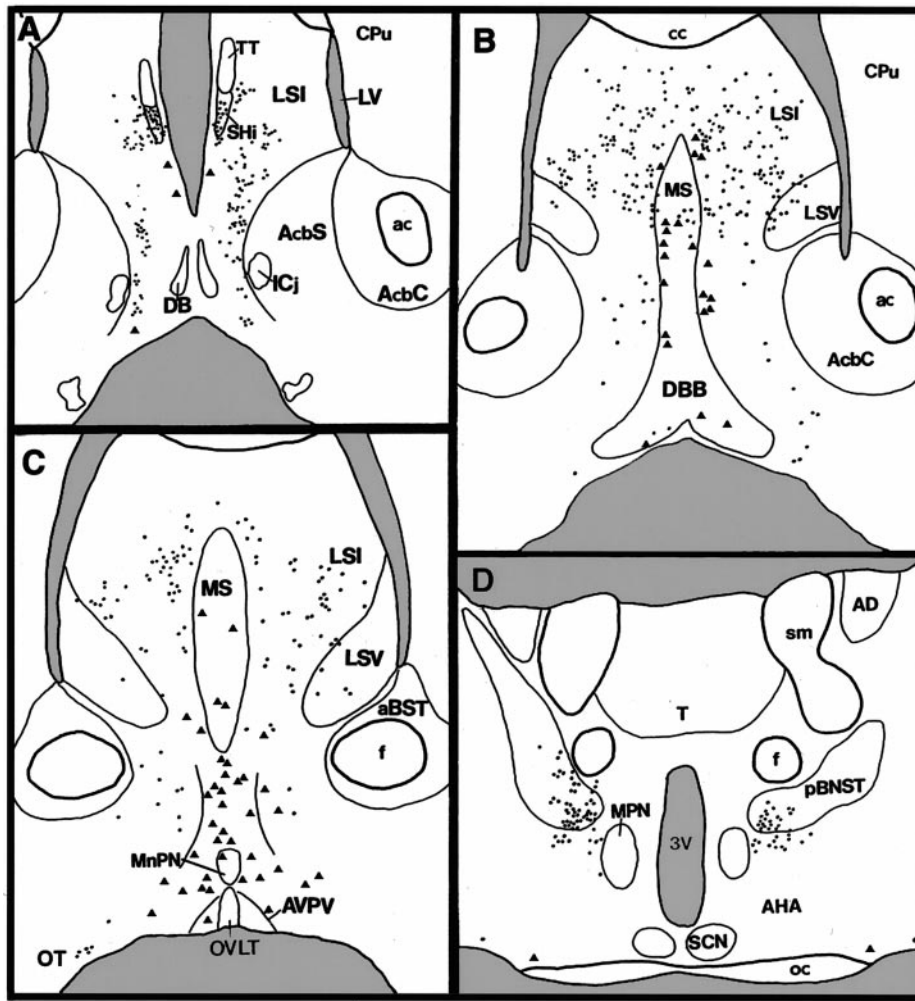 A
TT
CPu
LSI
LV
SHi
AcbS
ac
ICj
DB
AcbC
B
cc
CPu
LSI
MS
LSV
ac
AcbC
DBB
C
MS
LSI
LSV
aBST
f
MnPN
AVPV
OT
OVLT
D
AD
sm
T
f
pBNST
MPN
3V
AHA
SCN
oc